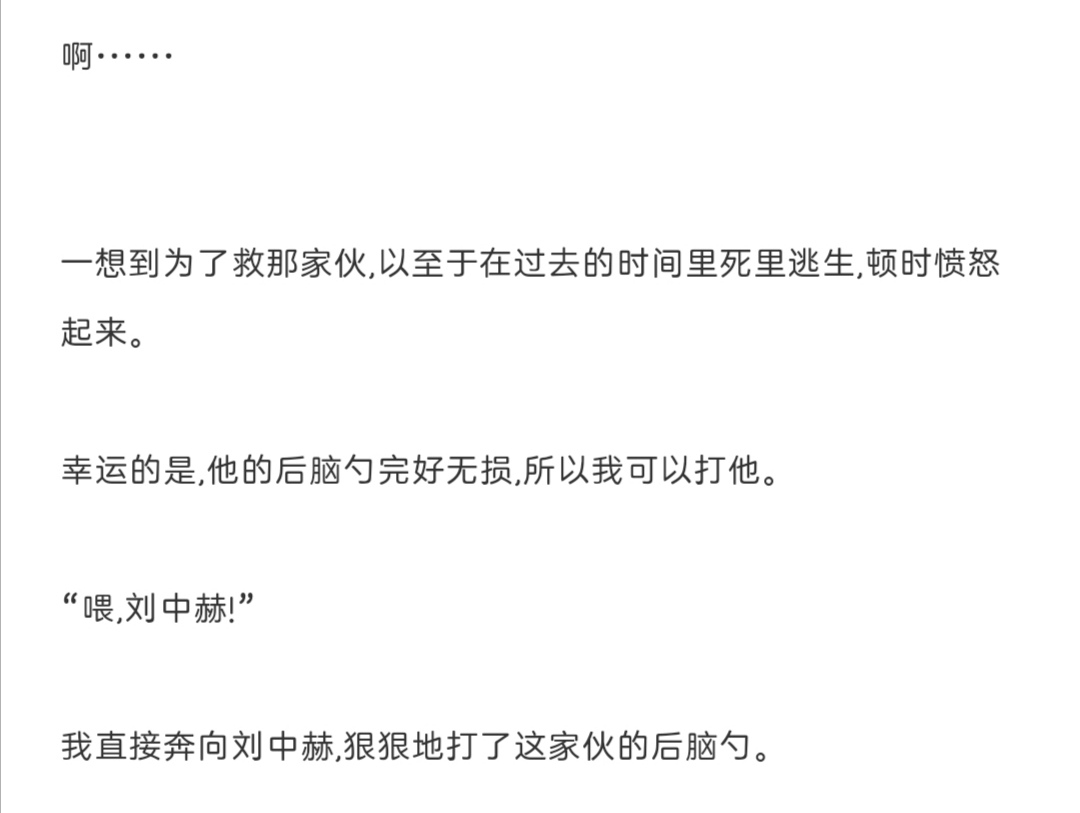 啊······
一想到为了救那家伙,以至于在过去的时间里死里逃生,顿时愤怒
起来。
幸运的是,他的后脑勺完好无损,所以我可以打他。
“喂,刘中赫!”
我直接奔向刘中赫,狠狠地打了这家伙的后脑勺。